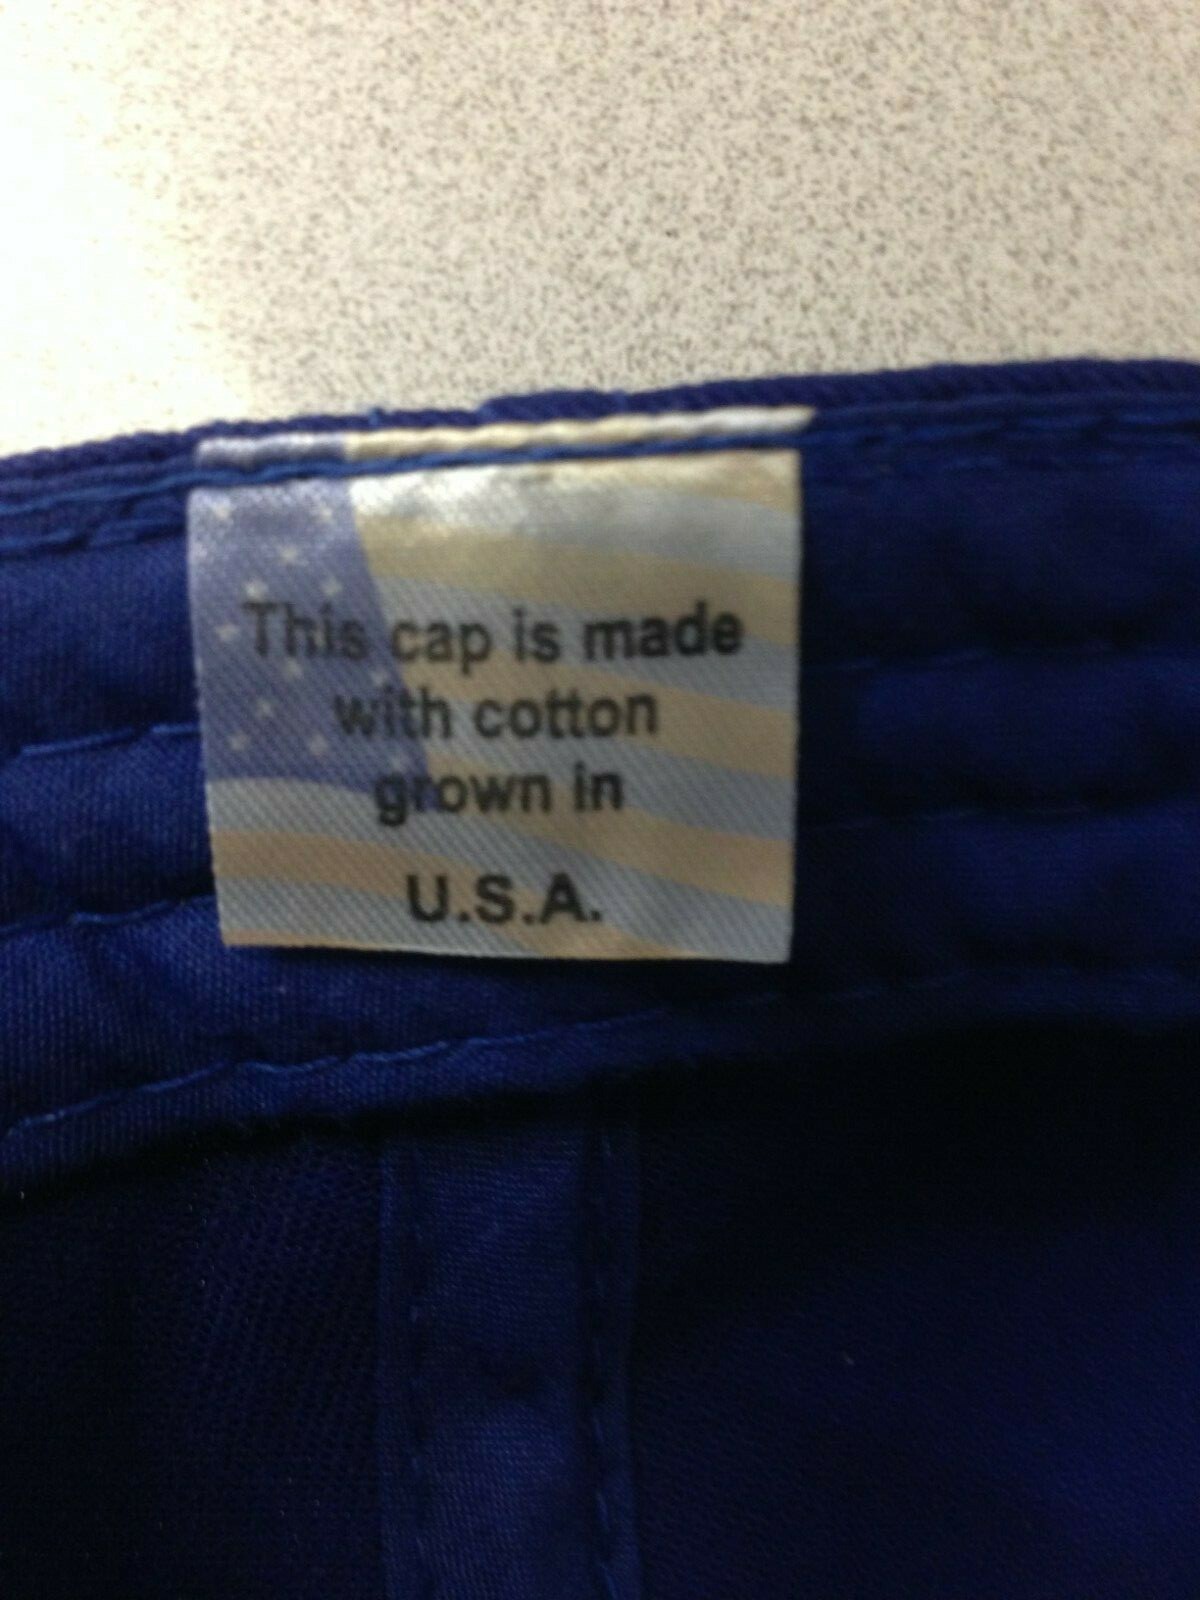 This cap is made
with cotton
grown in
U.S.A.